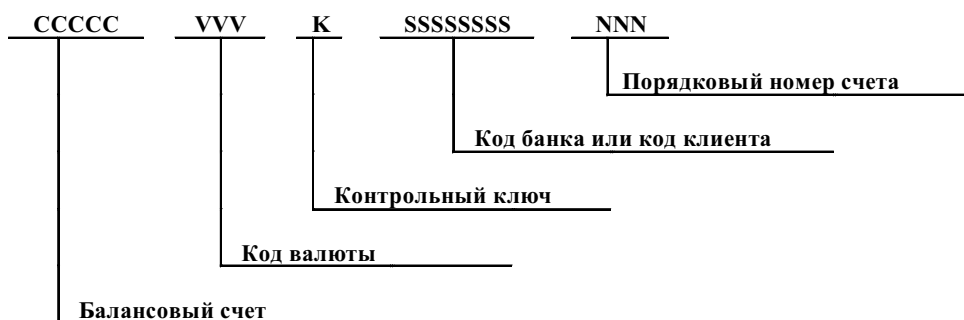 CCCCC VVV K SSSSSSSS NNN
Порядковый номер счета
Код банка или код клиента
Контрольный ключ
Код валюты
Балансовый счет